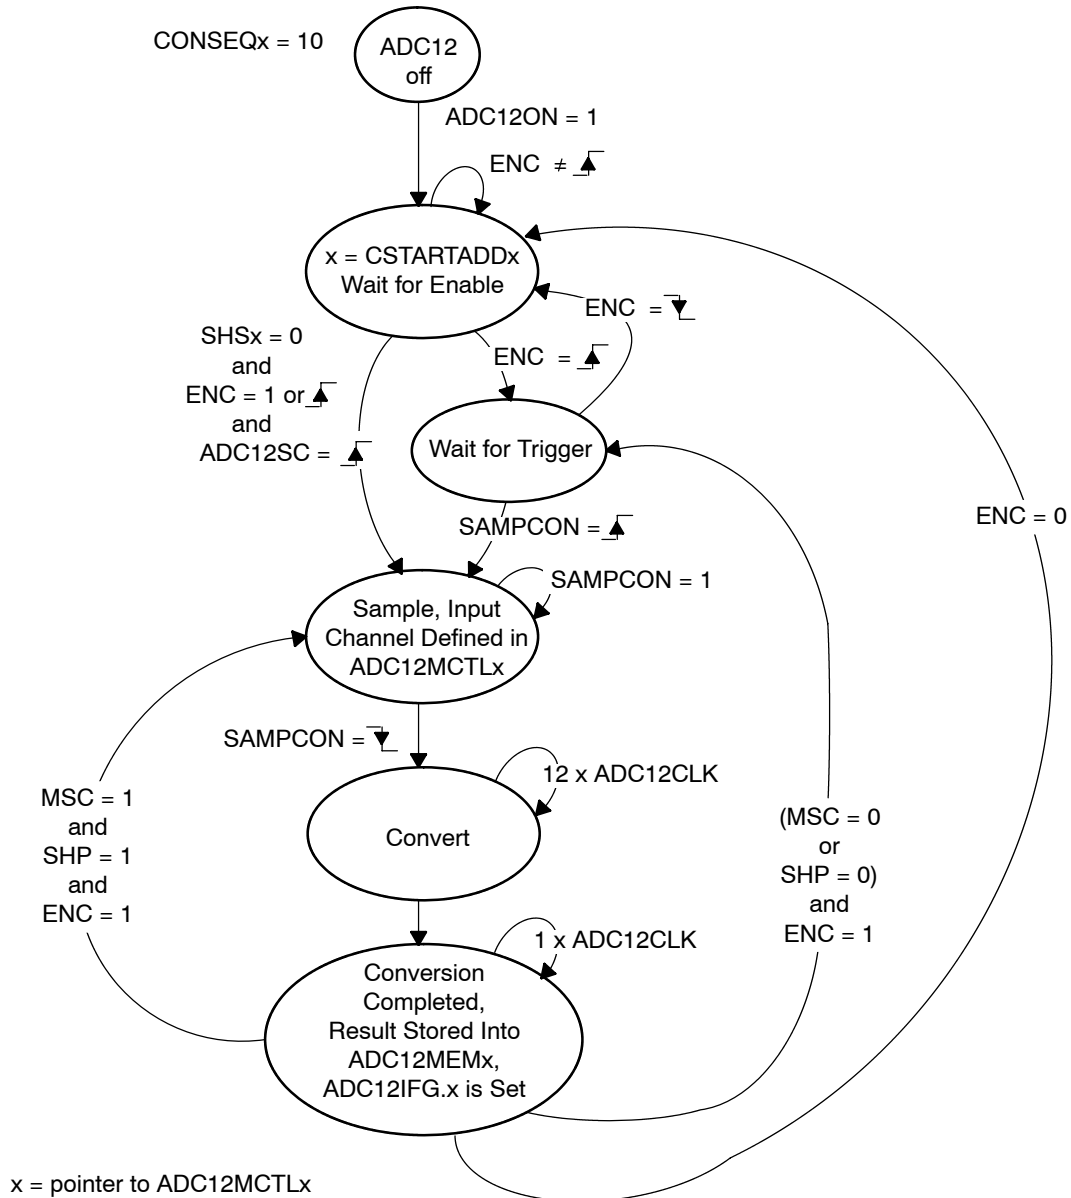 CONSEQx = 10
ADC12
off
ADC12ON = 1
ENC ≠
x = CSTARTADDx
Wait for Enable
ENC =
SHSx = 0
and
ENC = 1 or
and
ADC12SC =
ENC =
Wait for Trigger
ENC = 0
SAMPCON =
SAMPCON = 1
Sample, Input
Channel Defined in
ADC12MCTLx
SAMPCON =
12 x ADC12CLK
MSC = 1
and
SHP = 1
and
ENC = 1
Convert
(MSC = 0
or
SHP = 0)
and
ENC = 1
1 x ADC12CLK
Conversion
Completed,
Result Stored Into
ADC12MEMx,
ADC12IFG.x is Set
x = pointer to ADC12MCTLx